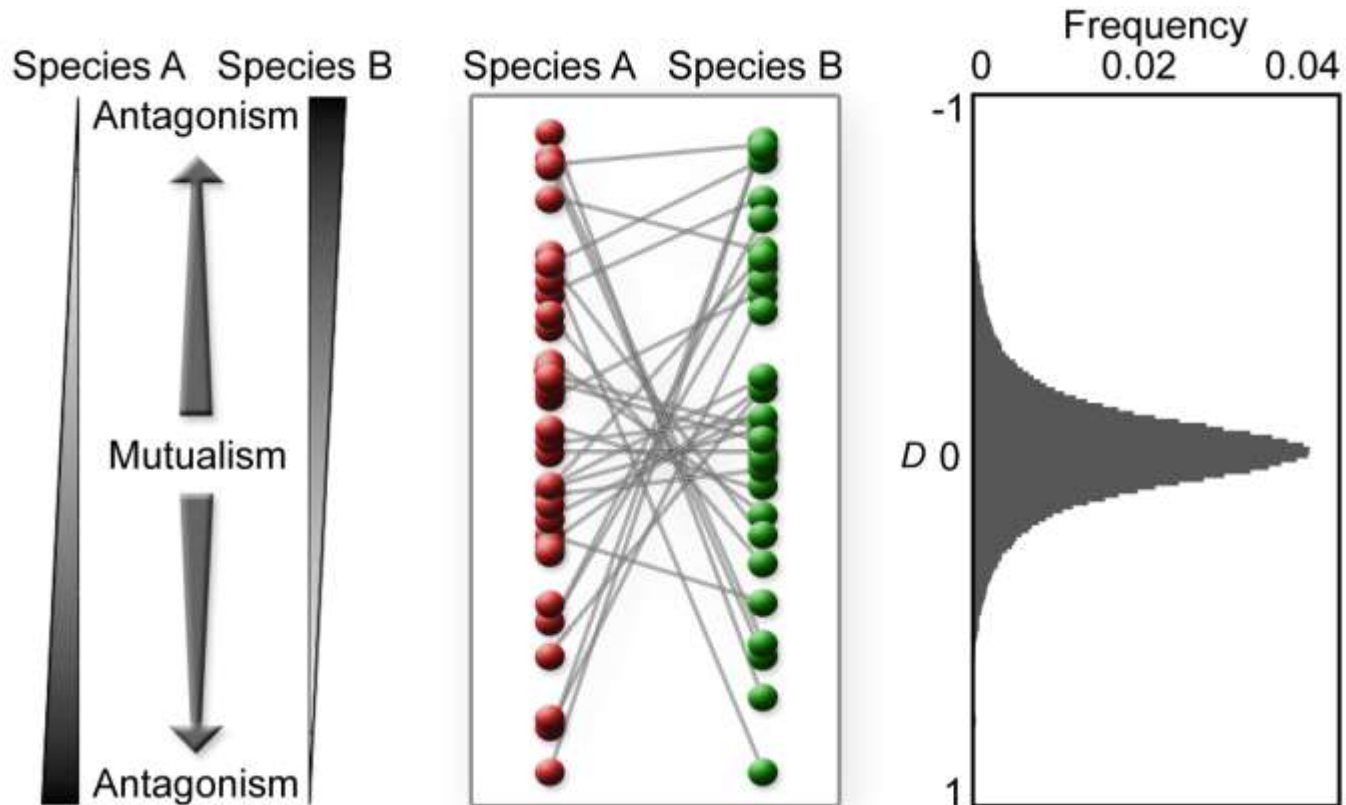 Species A Species B
Antagonism
Mutualism
Antagonism
Species A Species B
Frequency
0 0.02 0.04
-1
D 0
1